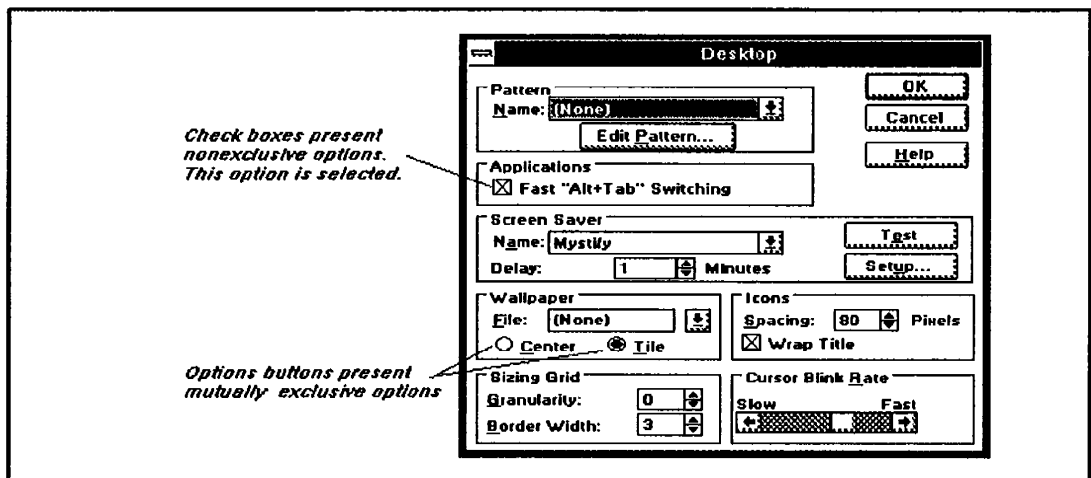 Desktop
Pattern
Name: (None)
Edit Pattern...
OK
Cancel
Help
Check boxes present
nonexclusive options.
This option is selected.
Applications
Fast "Alt+Tab" Switching
Screen Saver
Name: Mystify
Delay: 1 Minutes
Test
Setup...
Wallpaper
File: (None)
Center Tile
Icons
Spacing: 80 Pixels
Wrap Title
Options buttons present
mutually exclusive options
Sizing Grid
Granularity: 0
Border Width: 3
Cursor Blink Rate
Slow Fast